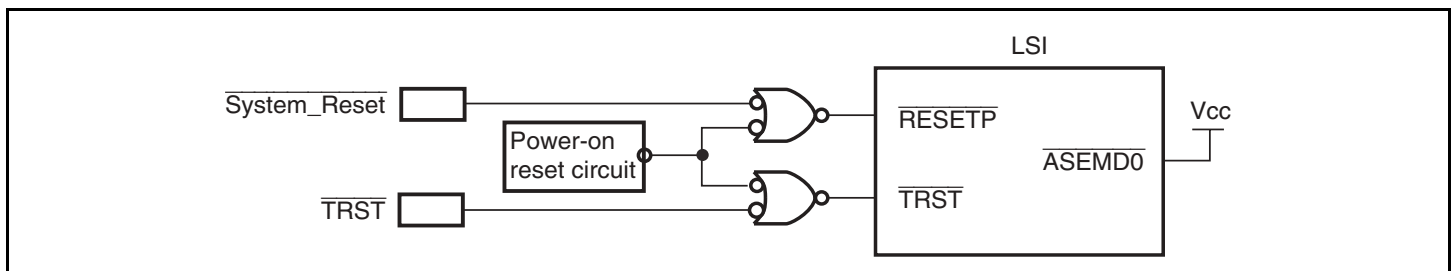 LSI
System_Reset
RESETP
Vcc
Power-on
reset circuit
ASEMD0
TRST
TRST